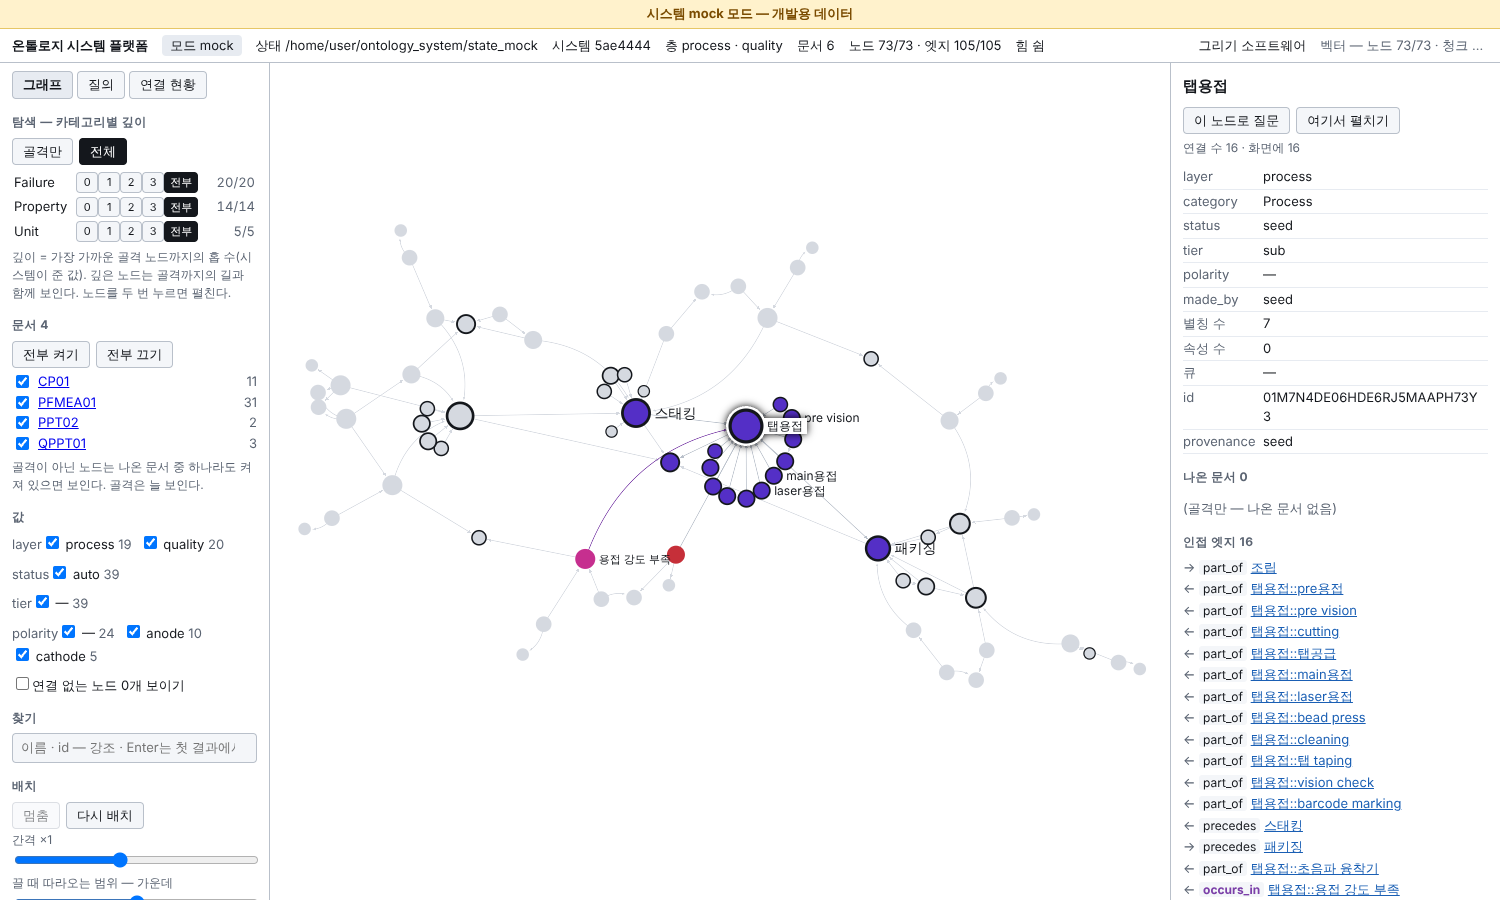 시스템 mock 모드 — 개발용 데이터
온톨로지 시스템 플랫폼 모드 mock 상태 /home/user/ontology_system/state_mock 시스템 5ae4444 층 process · quality 문서 6 노드 73/73 · 엣지 105/105 힘 쉼 그리기 소프트웨어 벡터 — 노드 73/73 · 청크 ...
그래프 질의 연결 현황
탐색 — 카테고리별 깊이
골격만 전체
Failure 0 1 2 3 전부 20/20
Property 0 1 2 3 전부 14/14
Unit 0 1 2 3 전부 5/5
깊이 = 가장 가까운 골격 노드까지의 홉 수(시
스템이 준 값). 깊은 노드는 골격까지의 길과
함께 보인다. 노드를 두 번 누르면 펼친다.
문서 4
전부 켜기 전부 끄기
CP01 11
PFMEA01 31
PPT02 2
QPPT01 3
골격이 아닌 노드는 나온 문서 중 하나라도 켜
져 있으면 보인다. 골격은 늘 보인다.
값
layer process 19 quality 20
status auto 39
tier — 39
polarity — 24 anode 10
cathode 5
연결 없는 노드 0개 보이기
찾기
이름 · id — 강조 · Enter는 첫 결과에서
배치
멈춤 다시 배치
간격 ×1
끌 때 따라오는 범위 — 가운데
스태킹
탭용접
pre vision
main용접
laser용접
패키징
용접 강도 부족
탭용접
이 노드로 질문 여기서 펼치기
연결 수 16 · 화면에 16
layer process
category Process
status seed
tier sub
polarity —
made_by seed
별칭 수 7
속성 수 0
큐 —
id 01M7N4DE06HDE6RJ5MAAPH73Y
3
provenance seed
나온 문서 0
(골격만 — 나온 문서 없음)
인접 엣지 16
→ part_of 조립
← part_of 탭용접::pre용접
← part_of 탭용접::pre vision
← part_of 탭용접::cutting
← part_of 탭용접::탭공급
← part_of 탭용접::main용접
← part_of 탭용접::laser용접
← part_of 탭용접::bead press
← part_of 탭용접::cleaning
← part_of 탭용접::탭 taping
← part_of 탭용접::vision check
← part_of 탭용접::barcode marking
← precedes 스태킹
→ precedes 패키징
← part_of 탭용접::초음파 융착기
← occurs_in 탭용접::용접 강도 부족